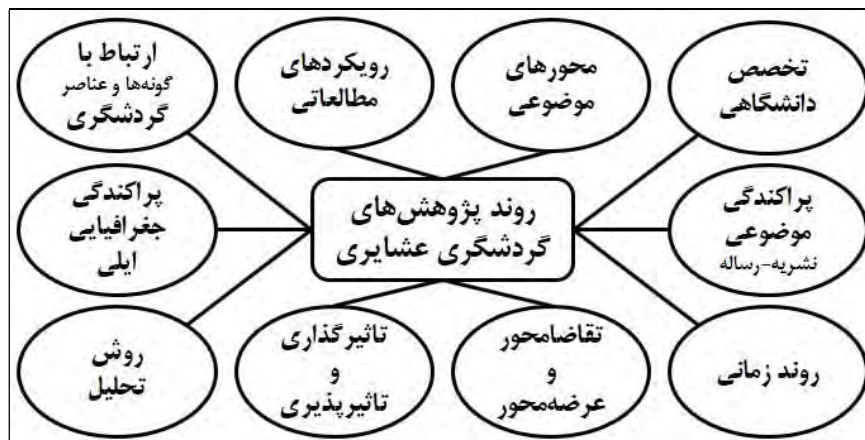 تخصص
دانشگاهی
محورهای
موضوعی
رویکردهای
مطالعاتی
ارتباط با
گونه‌ها و عناصر
گردشگری
پراکندگی
موضوعی
نشریه-رساله
روند پژوهش‌های
گردشگری عشایری
پراکندگی
جغرافیایی
ایلی
روند زمانی
تقاضامحور
و
عرضه‌محور
تاثیرگذاری
و
تاثیرپذیری
روش
تحلیل